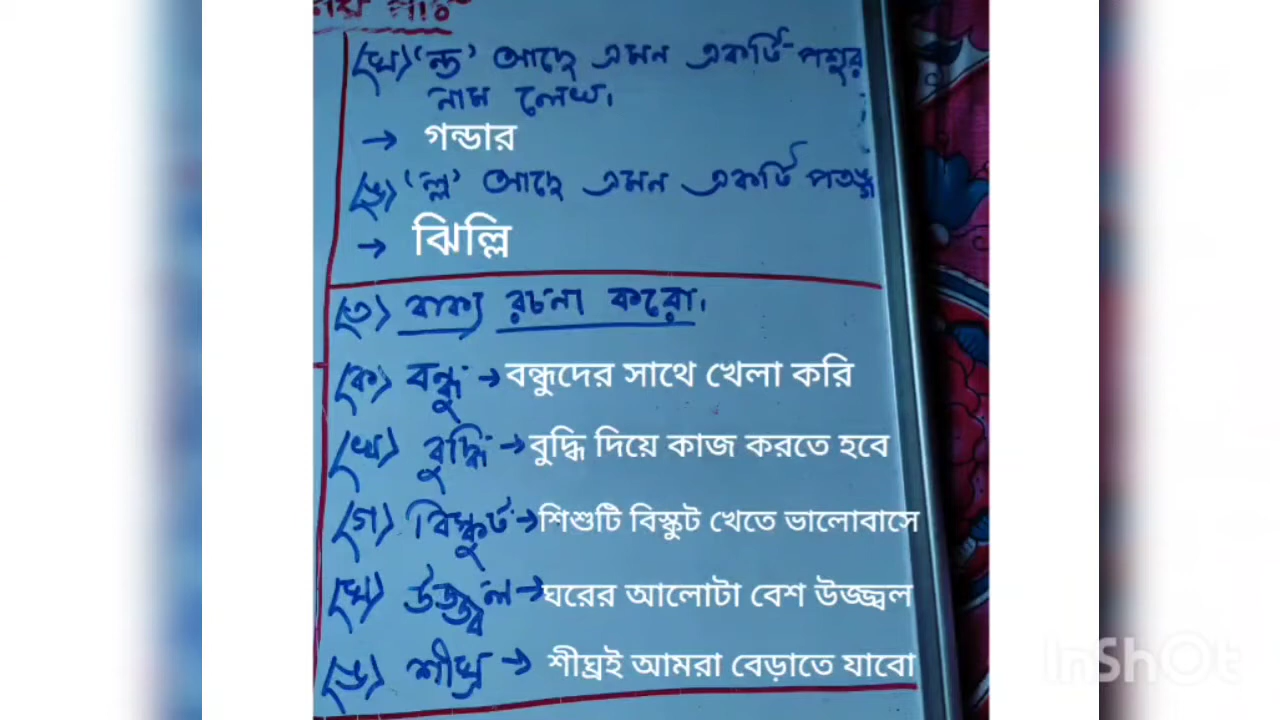 (ঘ) 'ন্ড' আছে এমন একটি পশুর
নাম লেখ।
→ গন্ডার
(ঙ) 'ল্ল' আছে এমন একটি পতঙ্গ
→ ঝিল্লি
(৩) বাক্য রচনা করো।
(ক) বন্ধু → বন্ধুদের সাথে খেলা করি
(খ) বুদ্ধি → বুদ্ধি দিয়ে কাজ করতে হবে
(গ) বিস্কুট → শিশুটি বিস্কুট খেতে ভালোবাসে
(ঘ) উজ্জ্বল → ঘরের আলোটা বেশ উজ্জ্বল
(ঙ) শীঘ্র → শীঘ্রই আমরা বেড়াতে যাবো
InShOt